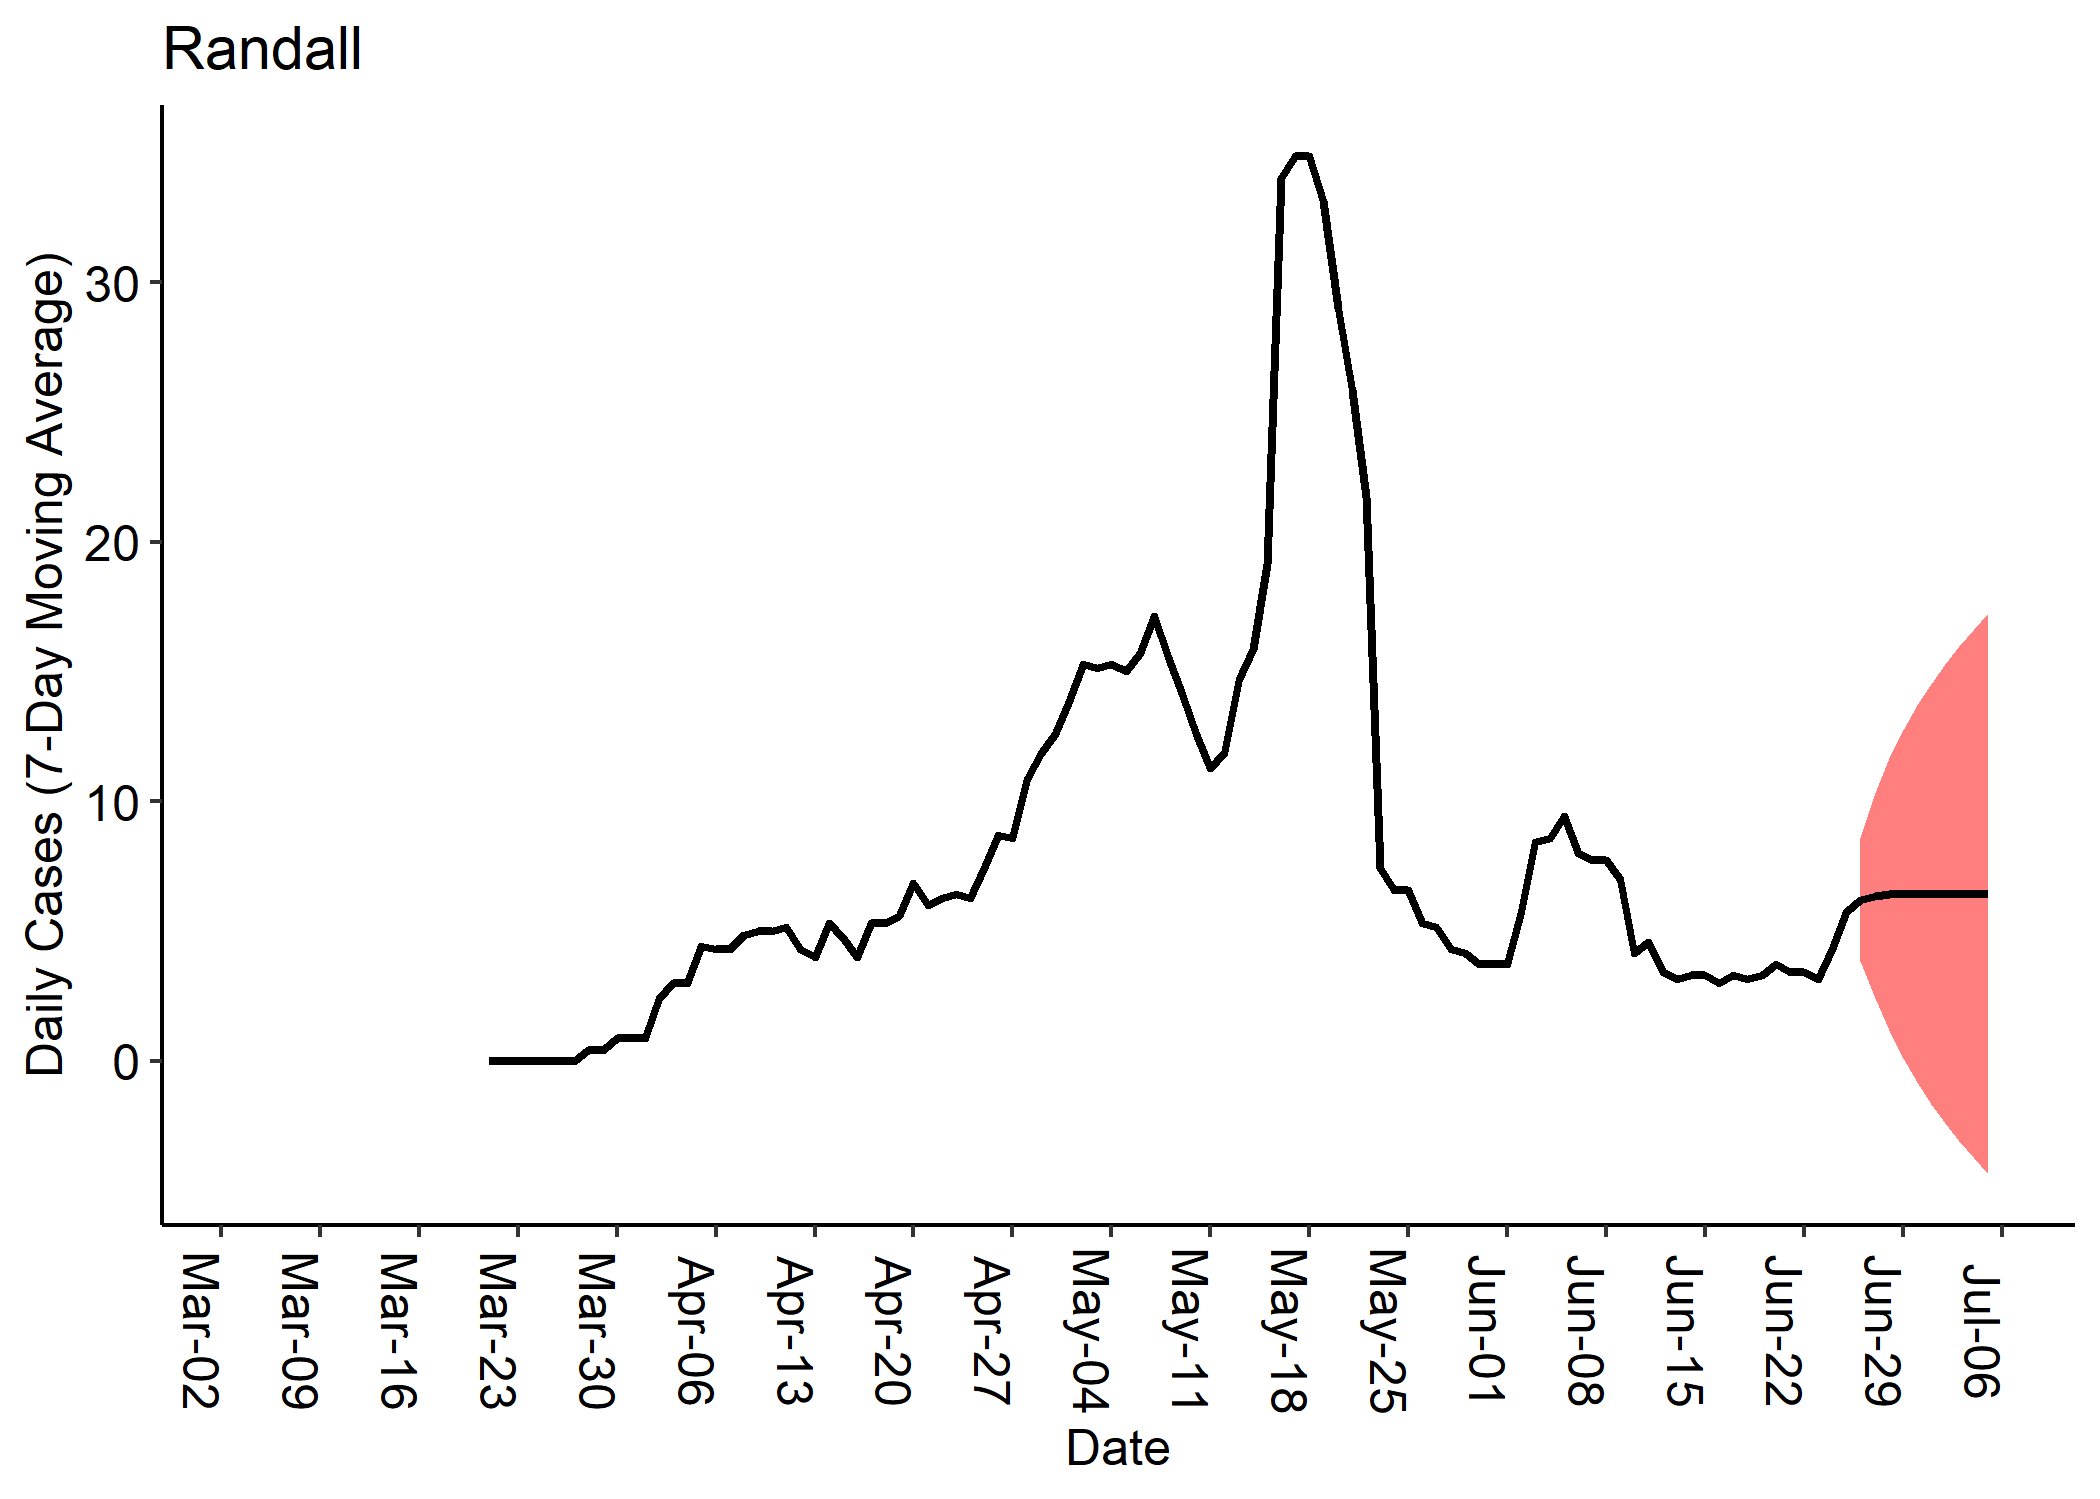 Randall
Daily Cases (7-Day Moving Average)
30
20
10
0
Mar-02
Mar-09
Mar-16
Mar-23
Mar-30
Apr-06
Apr-13
Apr-20
Apr-27
May-04
May-11
May-18
May-25
Jun-01
Jun-08
Jun-15
Jun-22
Jun-29
Jul-06
Date